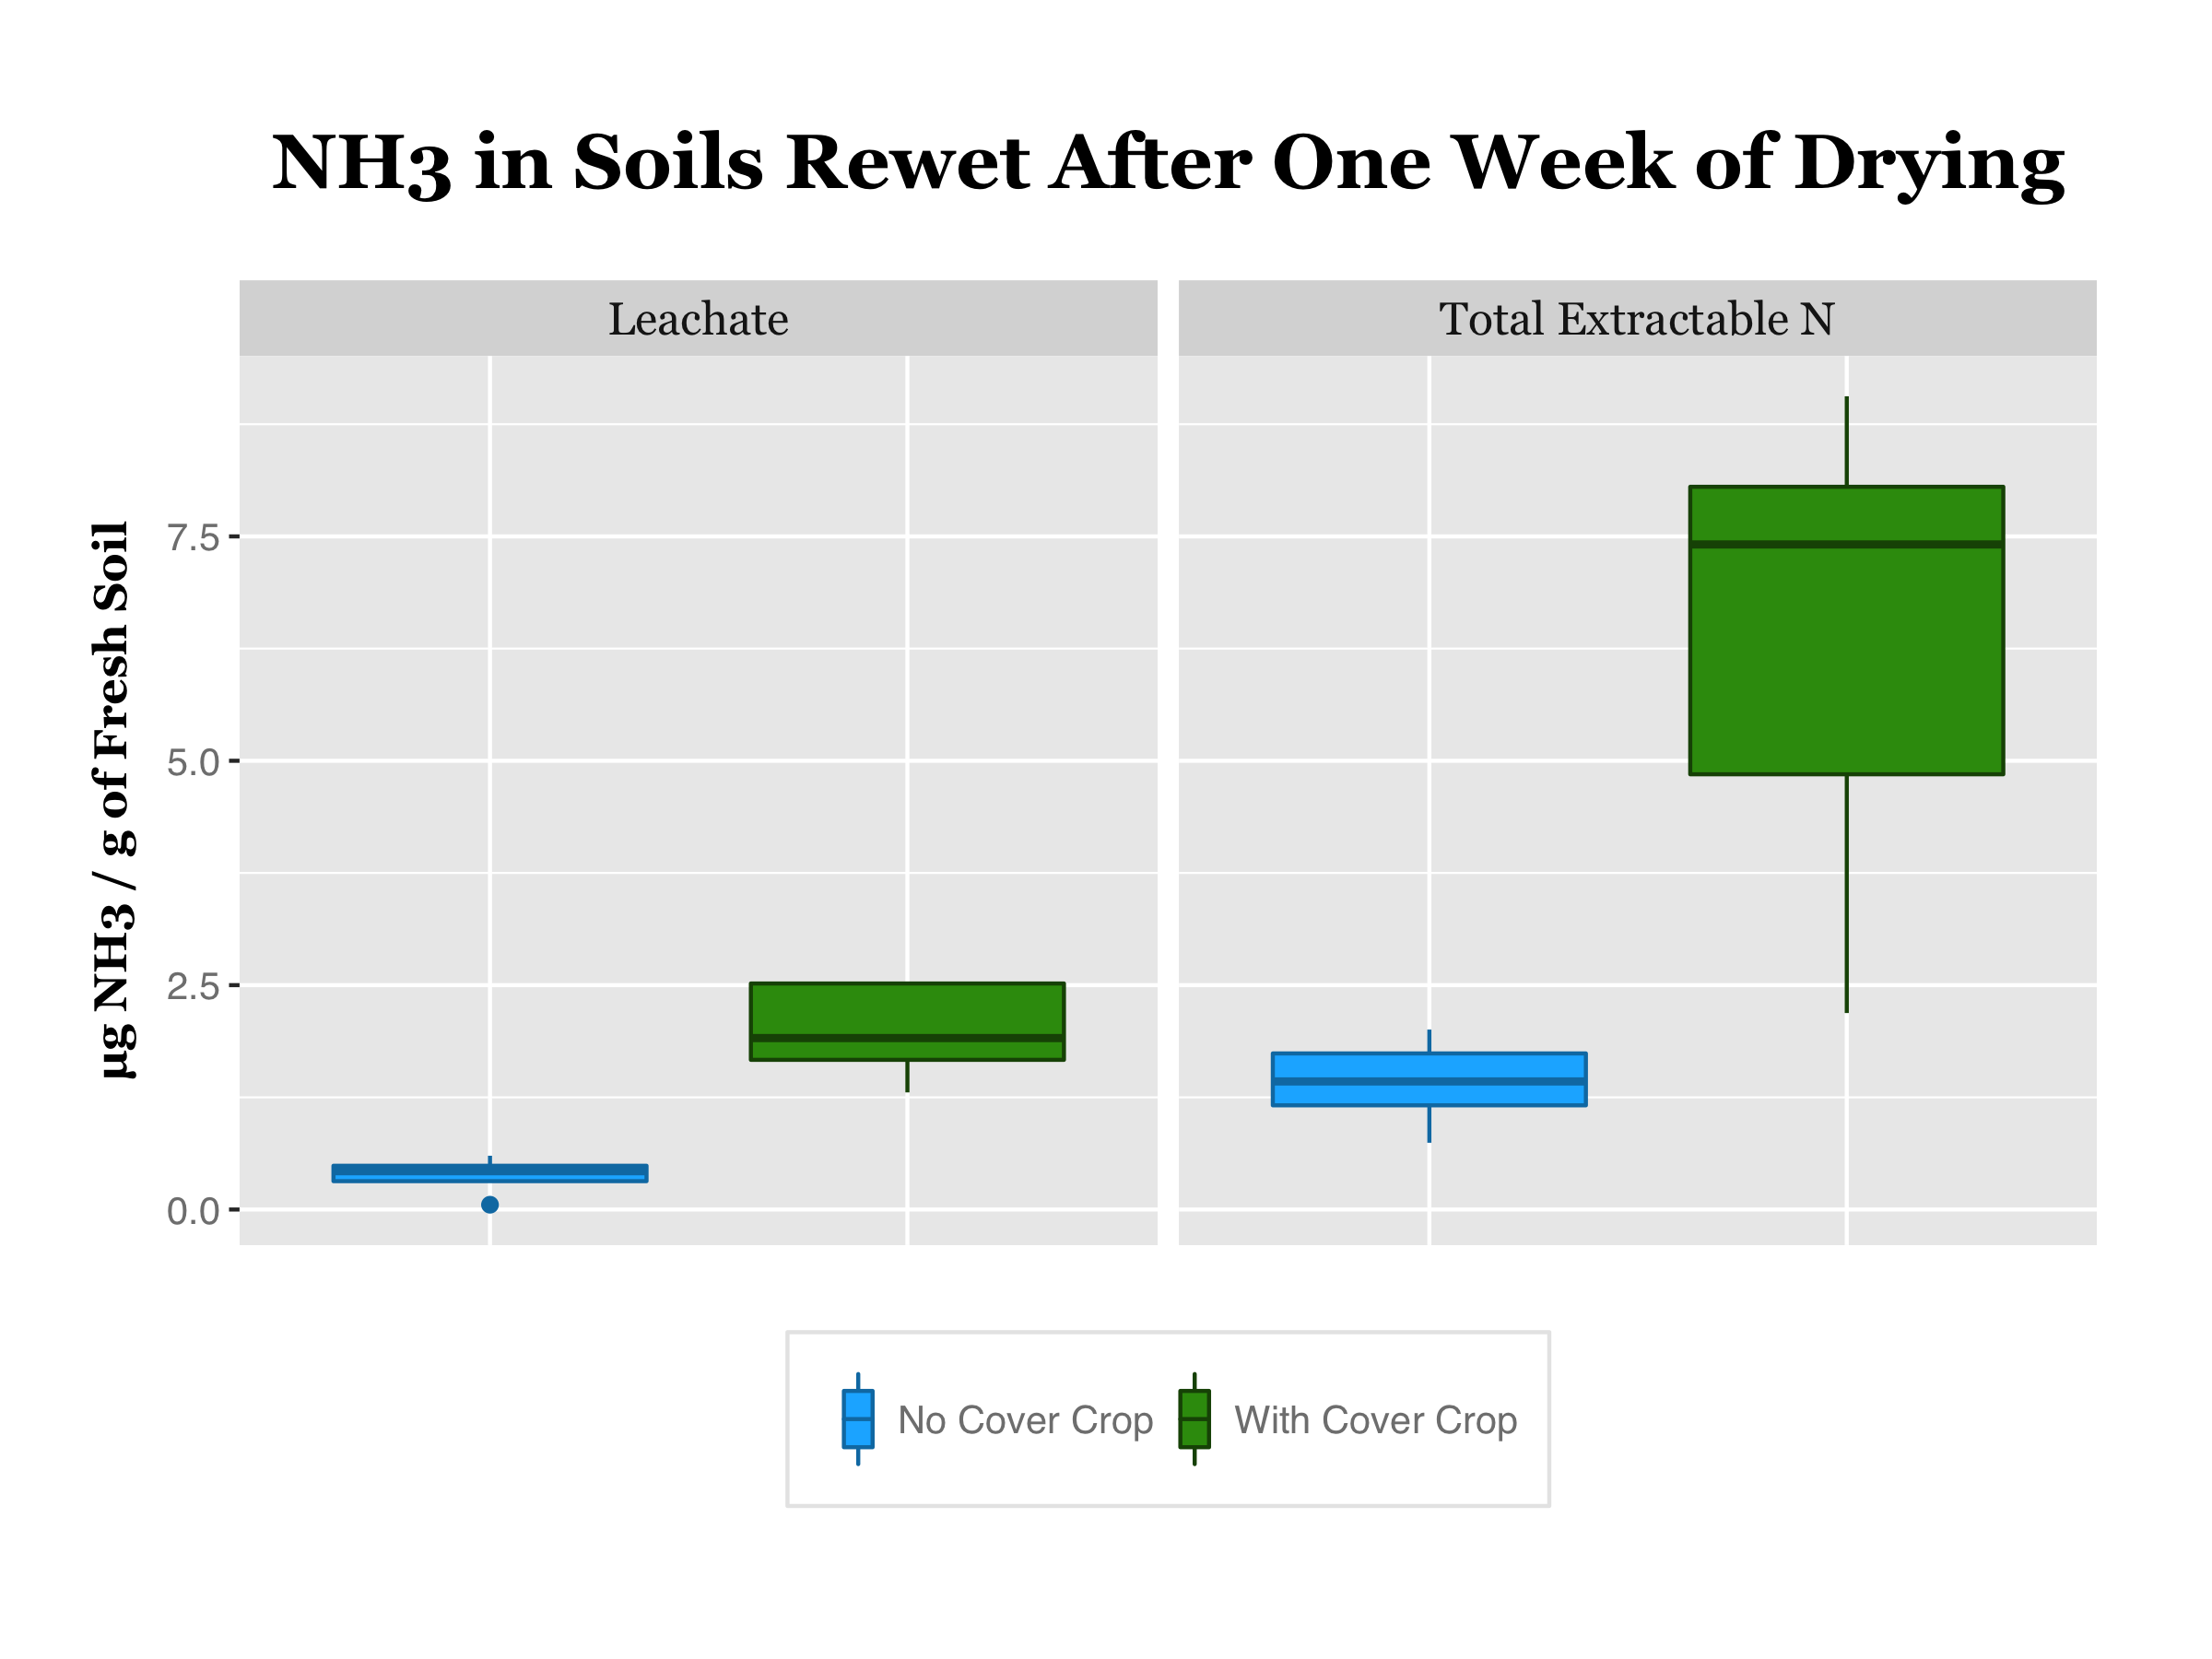 NH3 in Soils Rewet After One Week of Drying
Leachate
Total Extractable N
µg NH3 / g of Fresh Soil
7.5
5.0
2.5
0.0
No Cover Crop
With Cover Crop